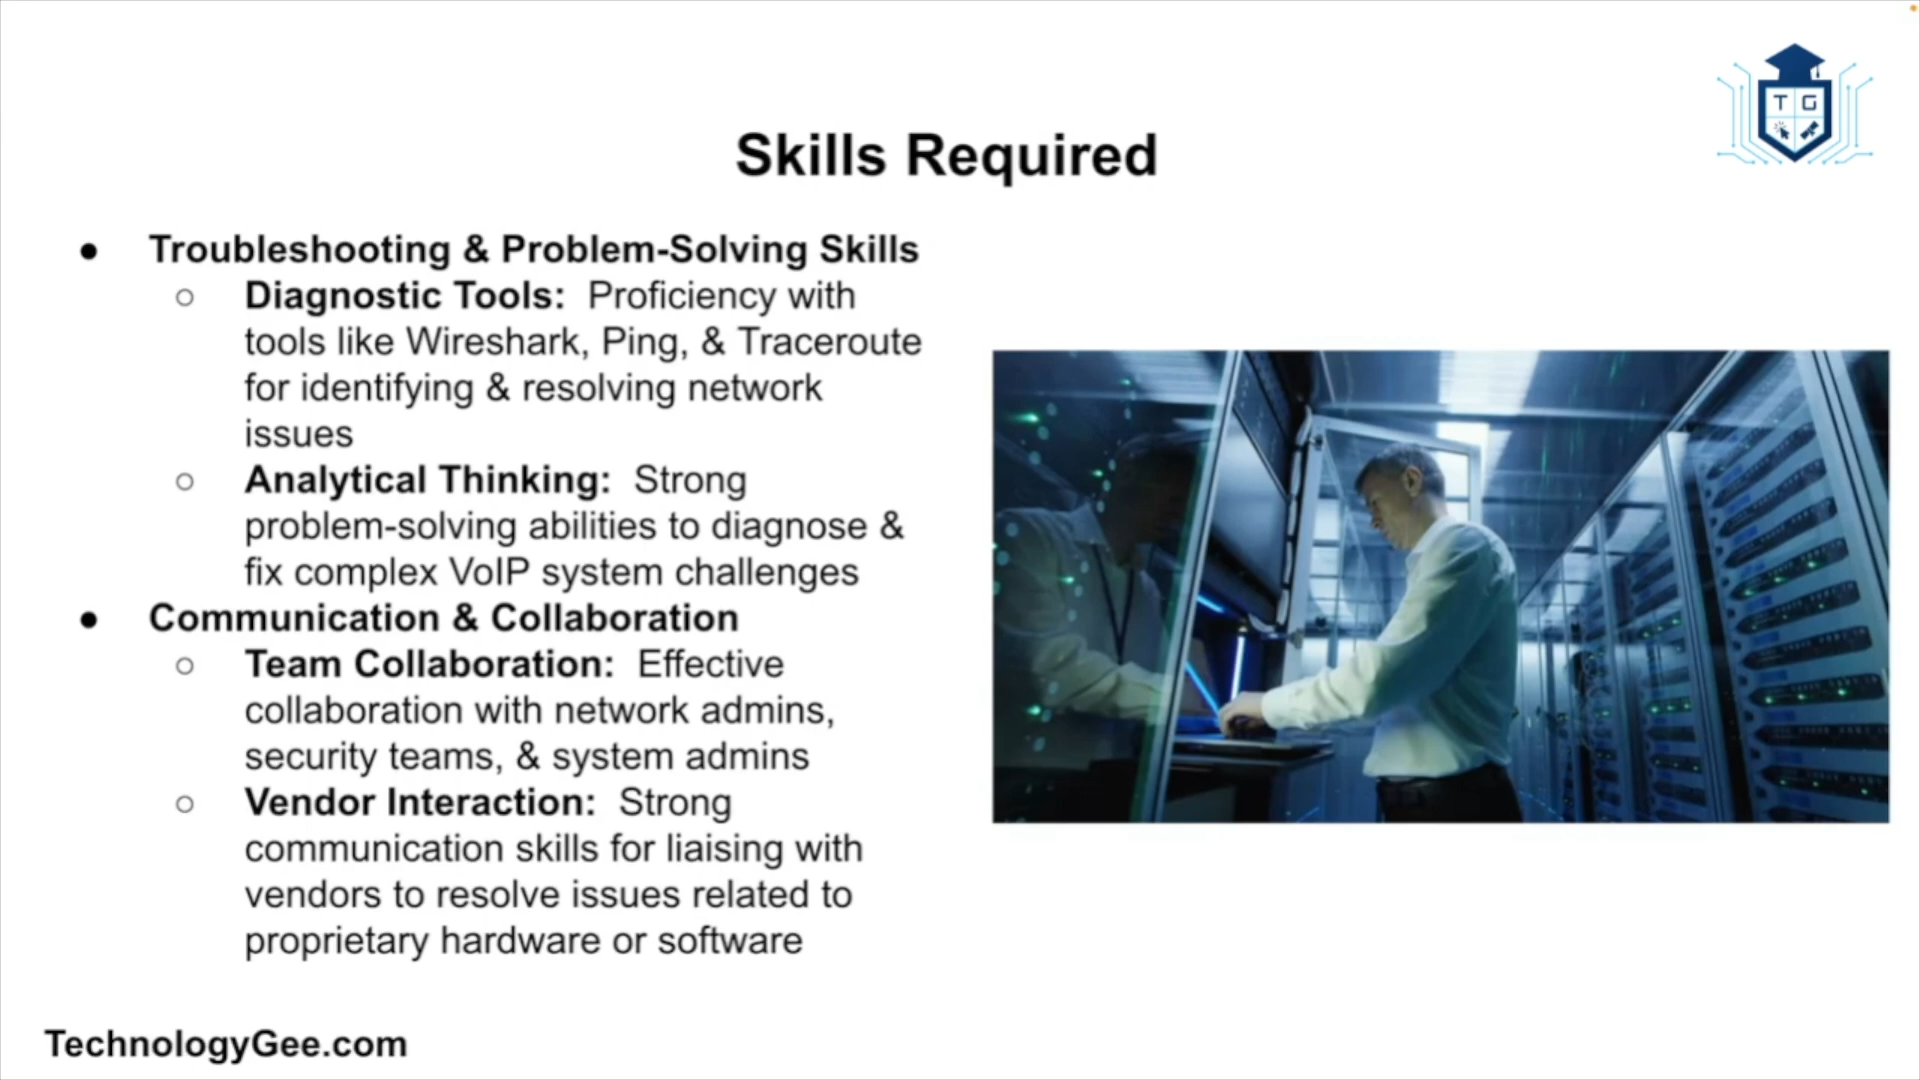 T G
Skills Required
● Troubleshooting & Problem-Solving Skills
○ Diagnostic Tools: Proficiency with
tools like Wireshark, Ping, & Traceroute
for identifying & resolving network
issues
○ Analytical Thinking: Strong
problem-solving abilities to diagnose &
fix complex VoIP system challenges
● Communication & Collaboration
○ Team Collaboration: Effective
collaboration with network admins,
security teams, & system admins
○ Vendor Interaction: Strong
communication skills for liaising with
vendors to resolve issues related to
proprietary hardware or software
TechnologyGee.com